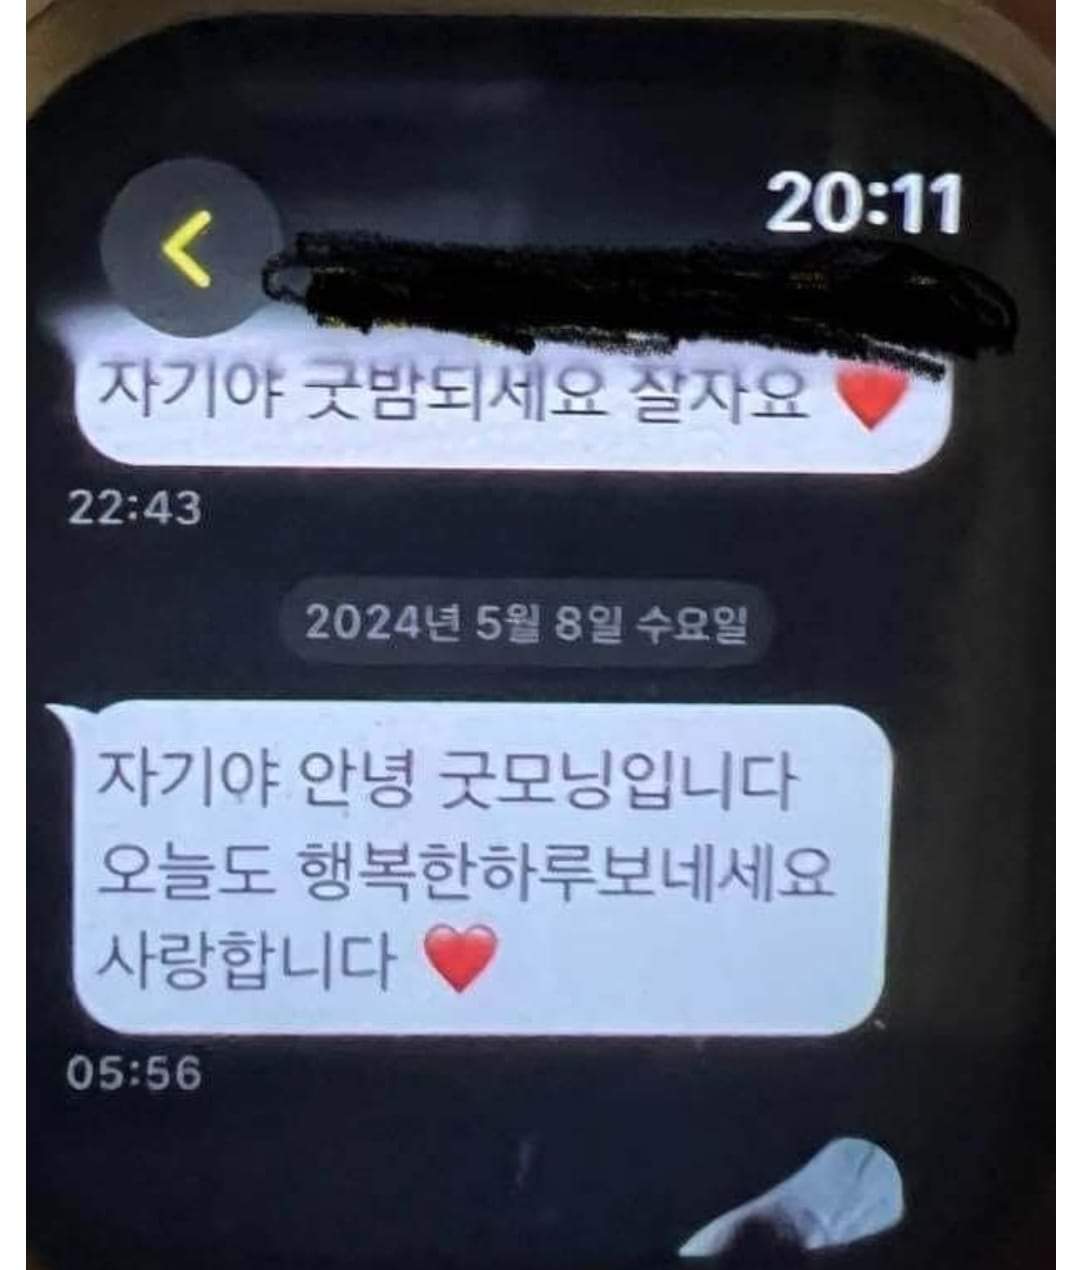 20:11
자기야 굿밤되세요 잘자요 ❤️
22:43
2024년 5월 8일 수요일
자기야 안녕 굿모닝입니다
오늘도 행복한하루보네세요
사랑합니다 ❤️
05:56